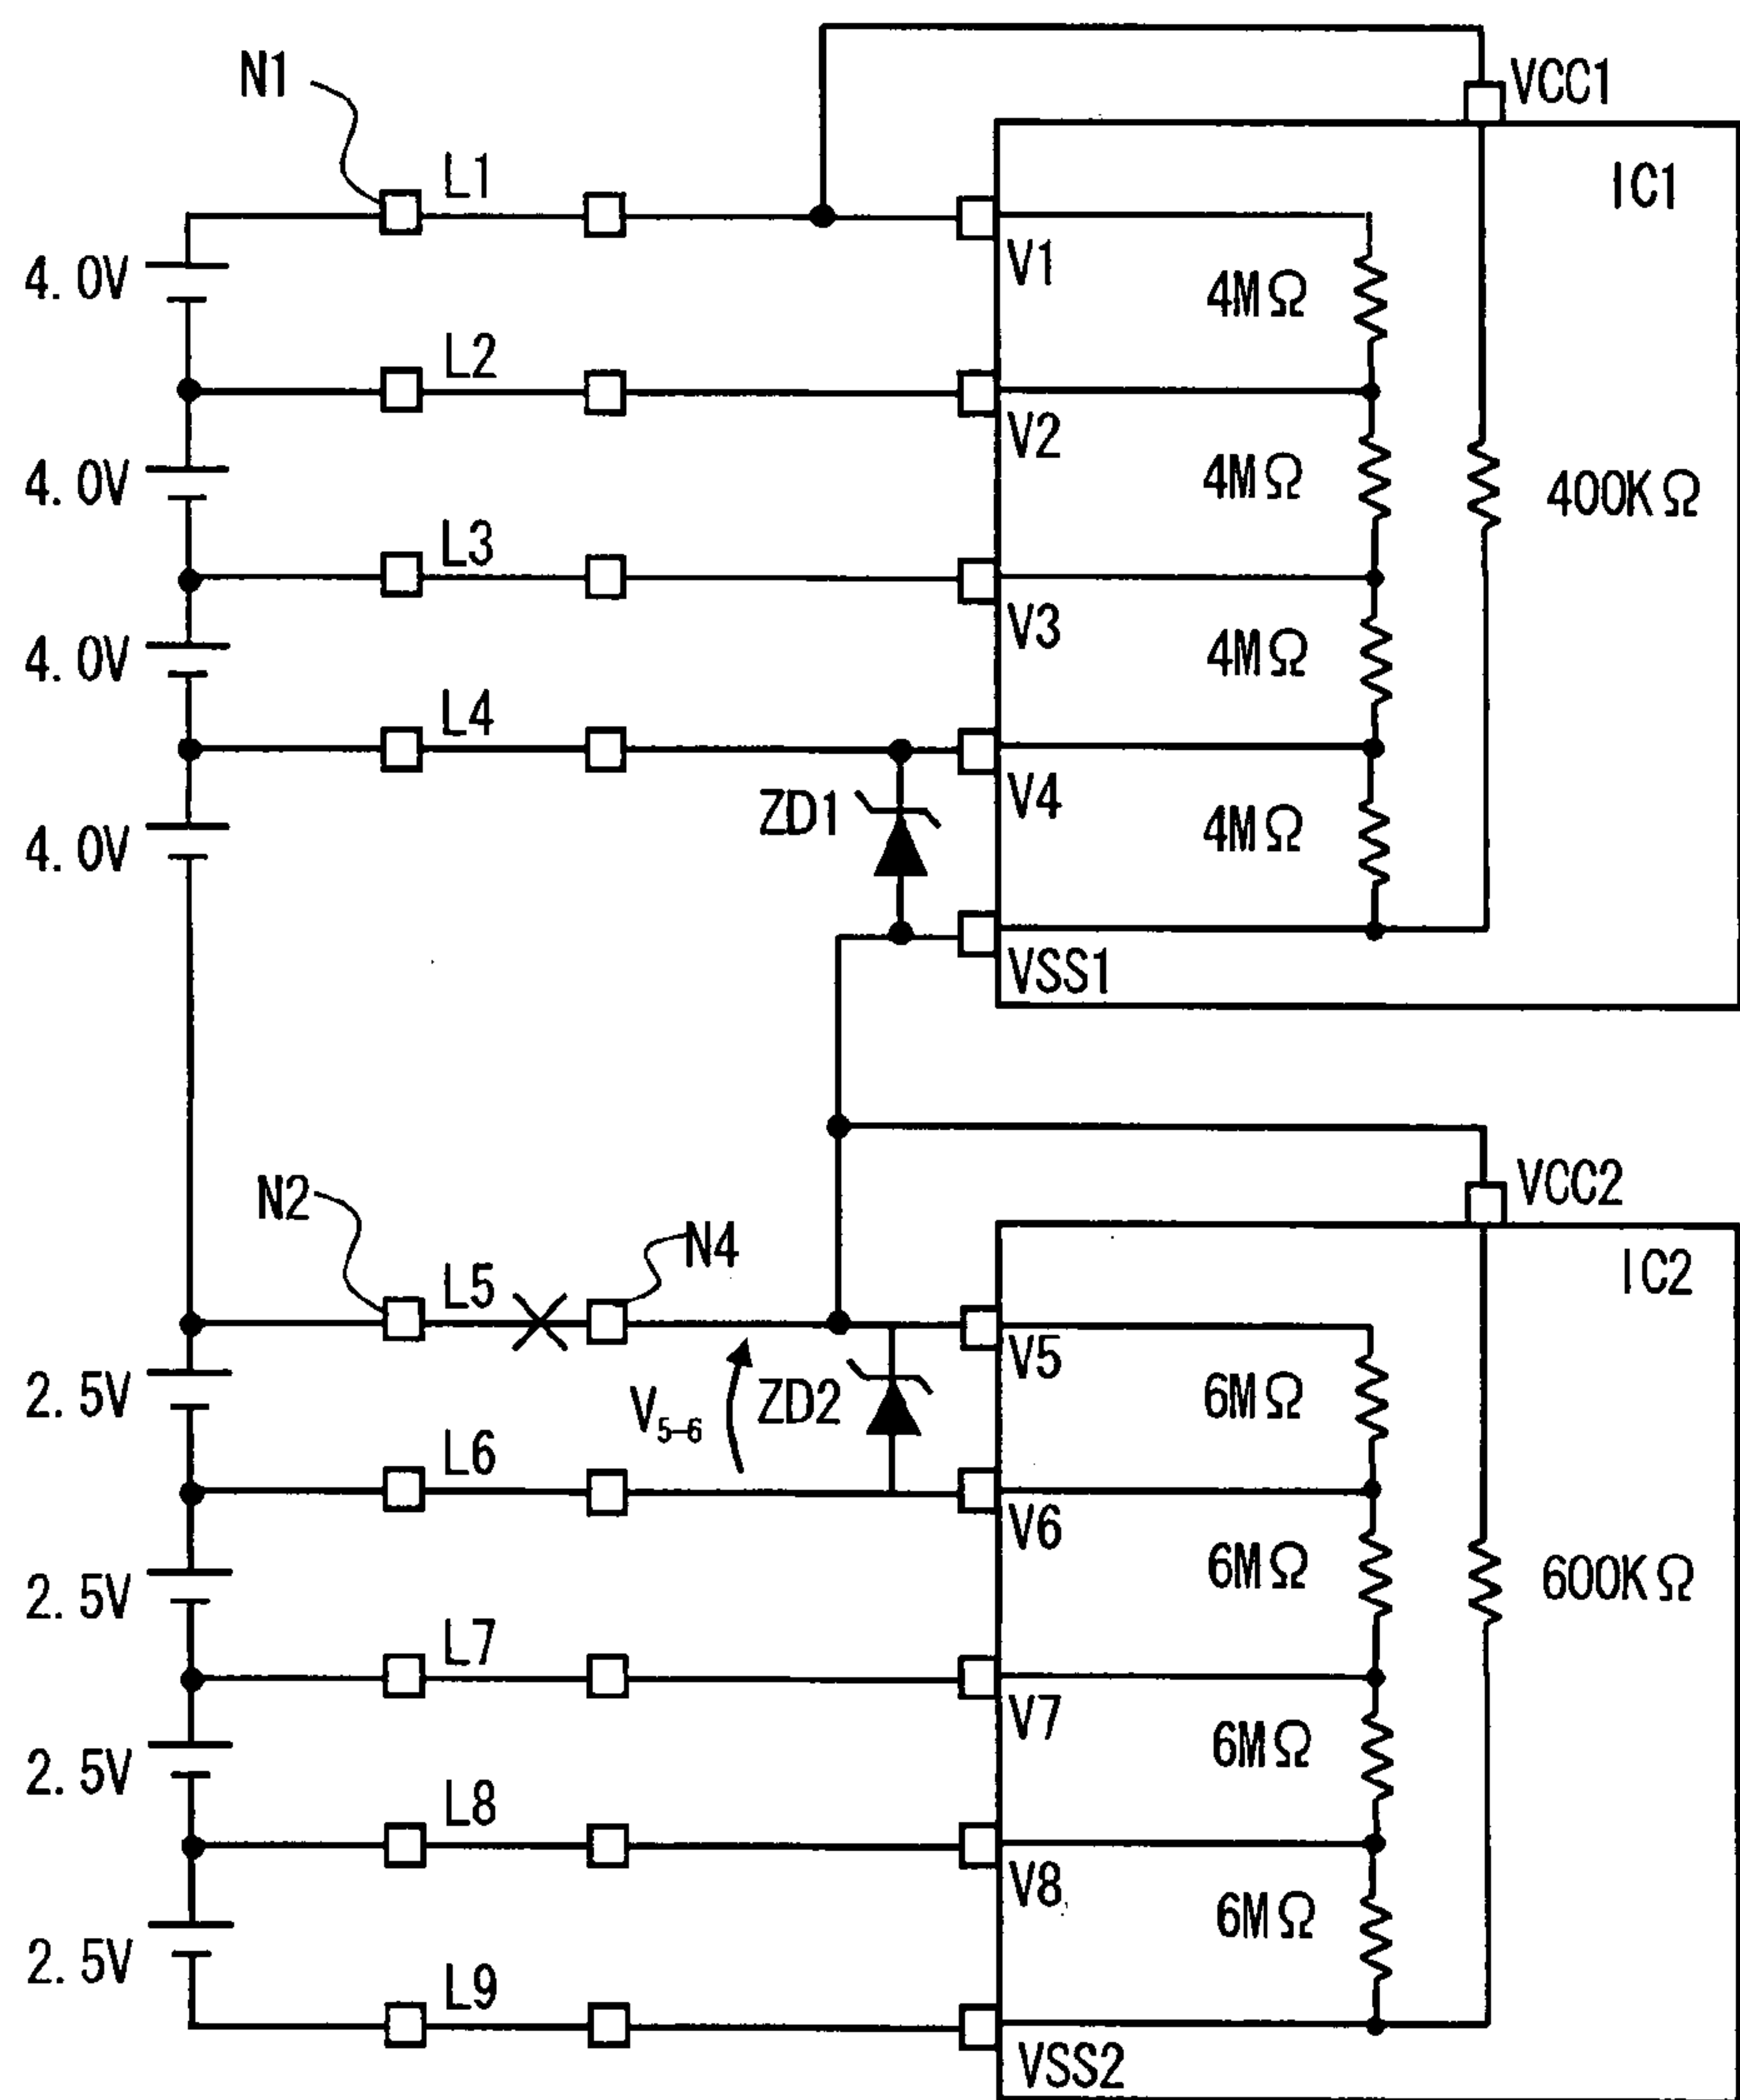 N1
VCC1
L1
IC1
4.0V
V1
4MΩ
L2
V2
4.0V
4MΩ
400KΩ
L3
V3
4.0V
4MΩ
L4
V4
ZD1
4.0V
4MΩ
VSS1
N2
N4
VCC2
L5
IC2
V5
2.5V
V5-6
ZD2
6MΩ
L6
V6
2.5V
6MΩ
600KΩ
L7
V7
2.5V
6MΩ
L8
V8
2.5V
6MΩ
L9
VSS2